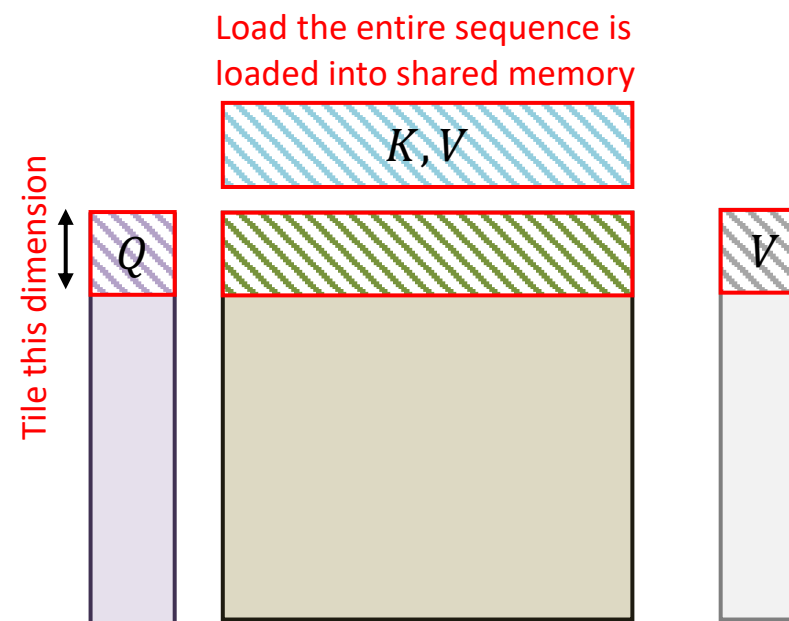 Load the entire sequence is
loaded into shared memory
K, V
Tile this dimension
Q
V